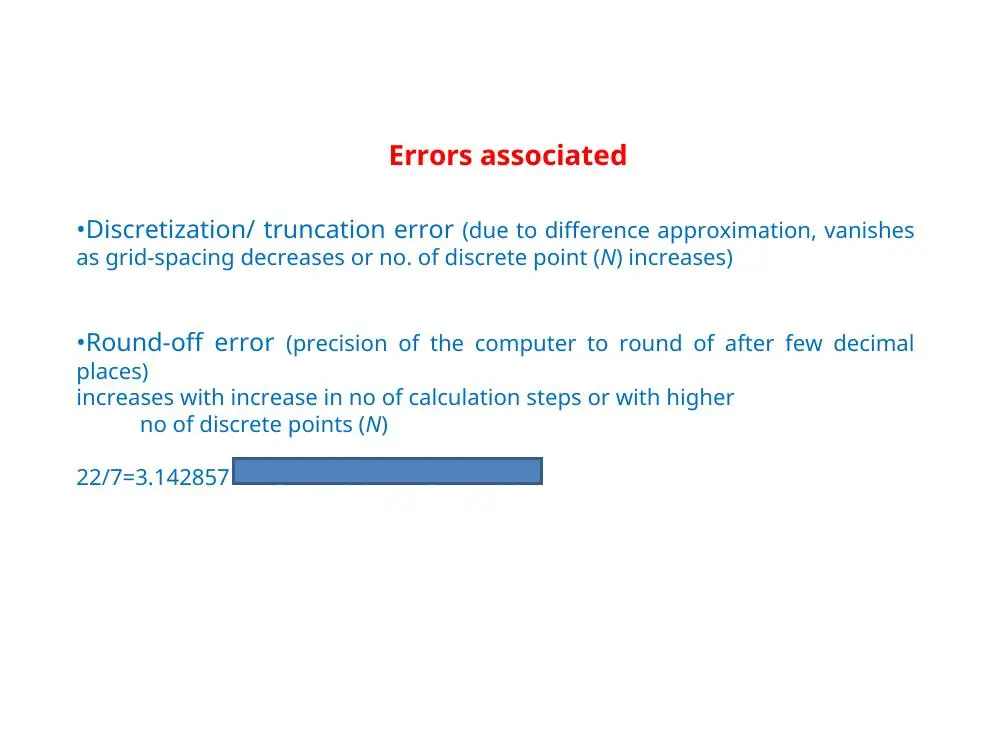 Errors associated
•Discretization/ truncation error (due to difference approximation, vanishes
as grid-spacing decreases or no. of discrete point (N) increases)
•Round-off error (precision of the computer to round of after few decimal
places)
increases with increase in no of calculation steps or with higher
no of discrete points (N)
22/7=3.142857